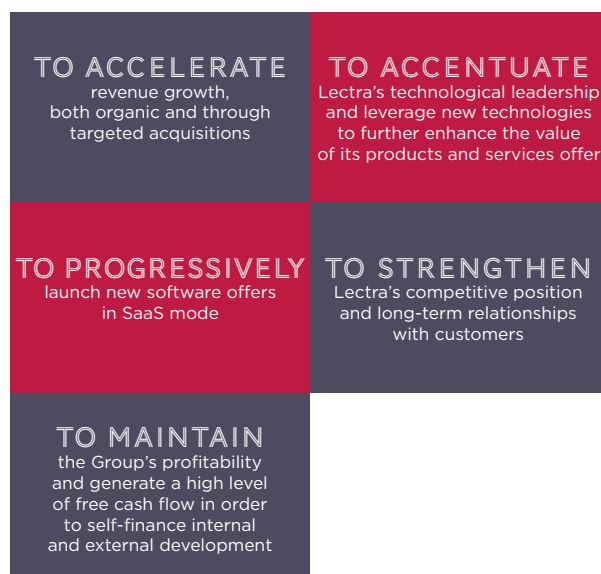 TO ACCELERATE
revenue growth,
both organic and through
targeted acquisitions
TO ACCENTUATE
Lectra's technological leadership
and leverage new technologies
to further enhance the value
of its products and services offer
TO PROGRESSIVELY
launch new software offers
in SaaS mode
TO STRENGTHEN
Lectra's competitive position
and long-term relationships
with customers
TO MAINTAIN
the Group's profitability
and generate a high level
of free cash flow in order
to self-finance internal
and external development